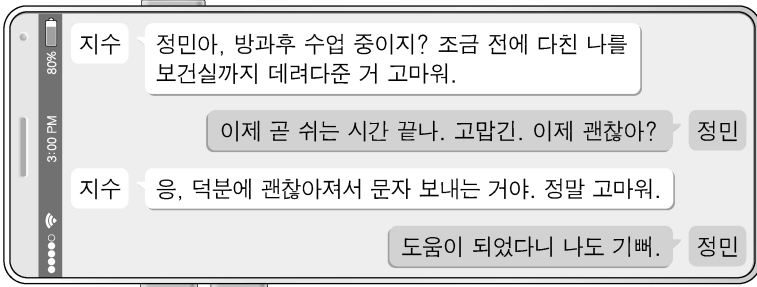 80%
3:00 PM
지수
정민아, 방과후 수업 중이지? 조금 전에 다친 나를
보건실까지 데려다준 거 고마워.
이제 곧 쉬는 시간 끝나. 고맙긴. 이제 괜찮아?
정민
지수
응, 덕분에 괜찮아져서 문자 보내는 거야. 정말 고마워.
도움이 되었다니 나도 기뻐.
정민